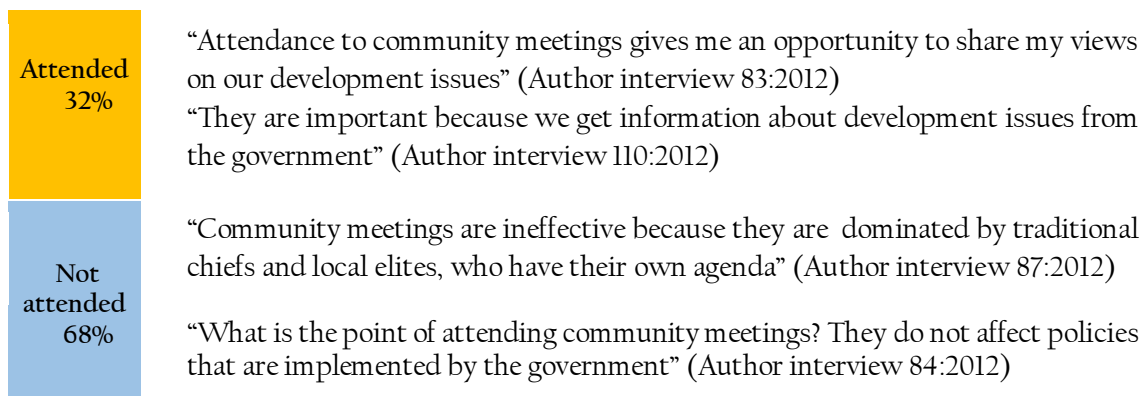 Attended
32%
“Attendance to community meetings gives me an opportunity to share my views
on our development issues” (Author interview 83:2012)
“They are important because we get information about development issues from
the government” (Author interview 110:2012)
Not
attended
68%
“Community meetings are ineffective because they are dominated by traditional
chiefs and local elites, who have their own agenda” (Author interview 87:2012)
“What is the point of attending community meetings? They do not affect policies
that are implemented by the government” (Author interview 84:2012)